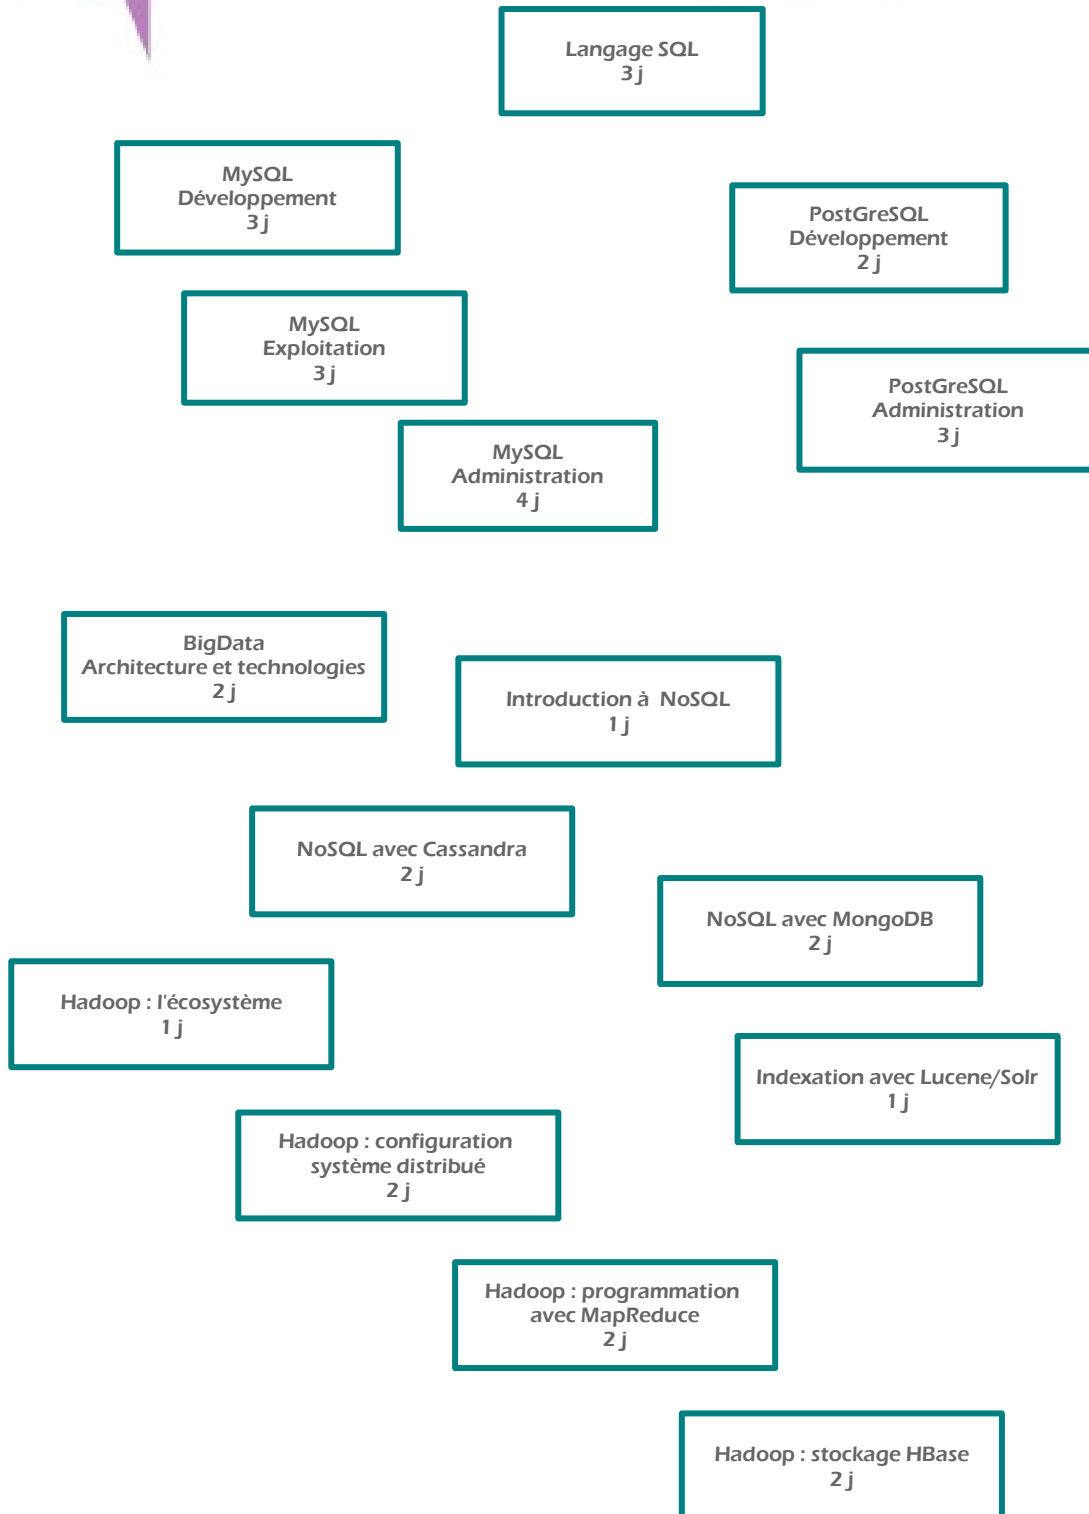 Langage SQL
3 j
MySQL
Développement
3 j
PostGreSQL
Développement
2 j
MySQL
Exploitation
3 j
PostGreSQL
Administration
3 j
MySQL
Administration
4 j
BigData
Architecture et technologies
2 j
Introduction à  NoSQL
1 j
NoSQL avec Cassandra
2 j
NoSQL avec MongoDB
2 j
Hadoop : l'écosystème
1 j
Indexation avec Lucene/Solr
1 j
Hadoop : configuration
système distribué
2 j
Hadoop : programmation
avec MapReduce
2 j
Hadoop : stockage HBase
2 j